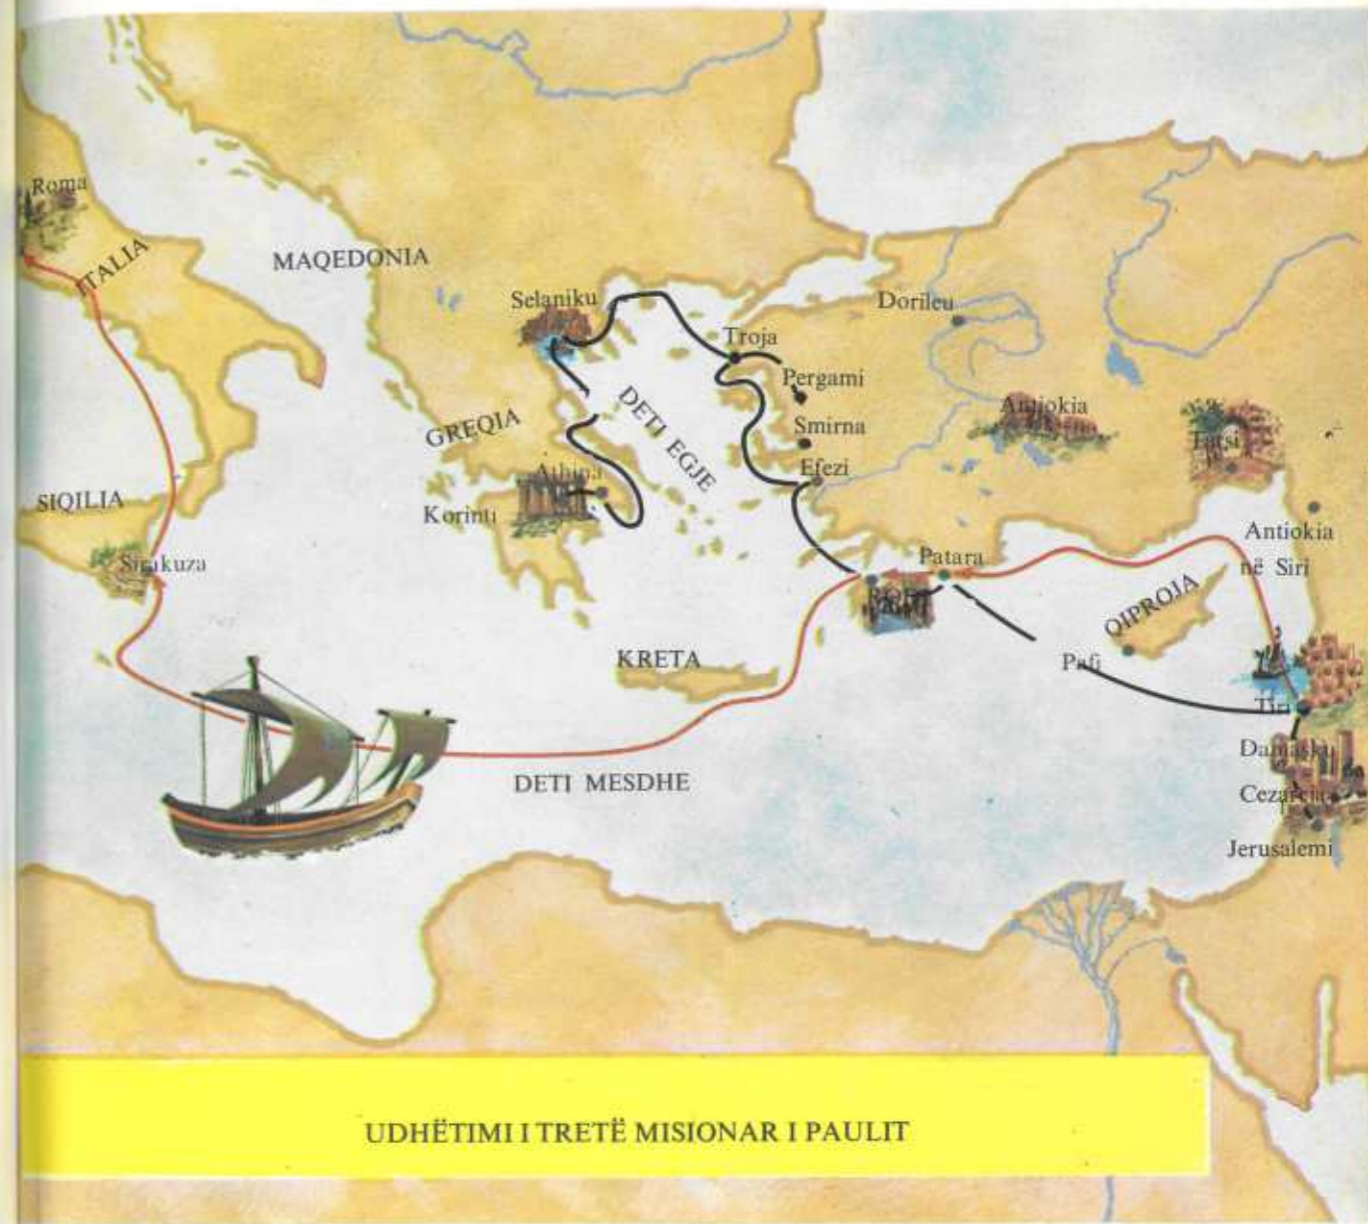 Roma
ITALIA
MAQEDONIA
Selaniku
Dorileu
Troja
Pergami
DETI EGJE
Antiokia
Smirna
Tarsi
GREQIA
Efezi
Athina
SIQILIA
Korinti
Antiokia
në Siri
Sirakuza
Patara
QIPROJA
KRETA
Pafi
Tiri
Damasku
DETI MESDHE
Cezareja
Jerusalemi
UDHËTIMI I TRETË MISIONAR I PAULIT